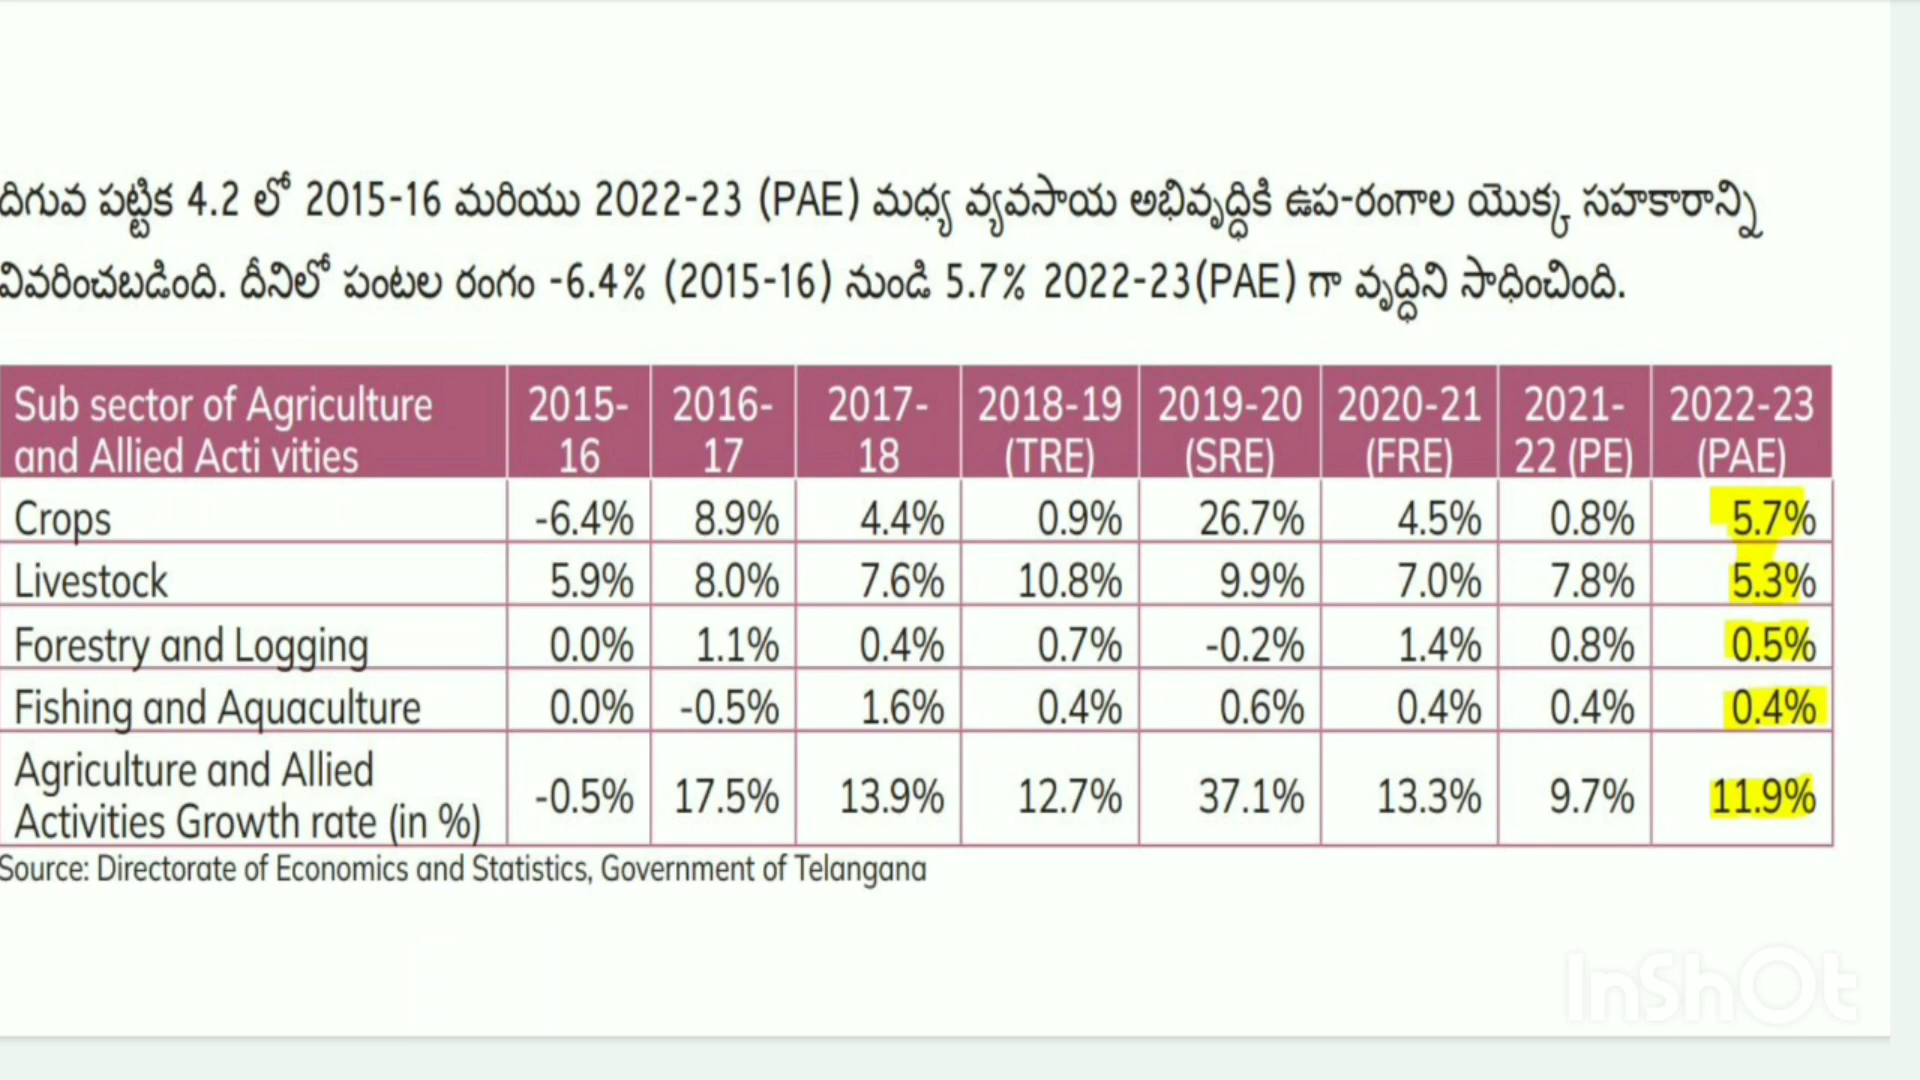 దిగువ పట్టిక 4.2 లో 2015-16 మరియు 2022-23 (PAE) మధ్య వ్యవసాయ అభివృద్ధికి ఉప-రంగాల యొక్క సహకారాన్ని
వివరించబడింది. దీనిలో పంటల రంగం -6.4% (2015-16) నుండి 5.7% 2022-23(PAE) గా వృద్ధిని సాధించింది.
Sub sector of Agriculture and Allied Acti vities 2015-16 2016-17 2017-18 2018-19 (TRE) 2019-20 (SRE) 2020-21 (FRE) 2021-22 (PE) 2022-23 (PAE)
Crops -6.4% 8.9% 4.4% 0.9% 26.7% 4.5% 0.8% 5.7%
Livestock 5.9% 8.0% 7.6% 10.8% 9.9% 7.0% 7.8% 5.3%
Forestry and Logging 0.0% 1.1% 0.4% 0.7% -0.2% 1.4% 0.8% 0.5%
Fishing and Aquaculture 0.0% -0.5% 1.6% 0.4% 0.6% 0.4% 0.4% 0.4%
Agriculture and Allied Activities Growth rate (in %) -0.5% 17.5% 13.9% 12.7% 37.1% 13.3% 9.7% 11.9%
Source: Directorate of Economics and Statistics, Government of Telangana
InShOt